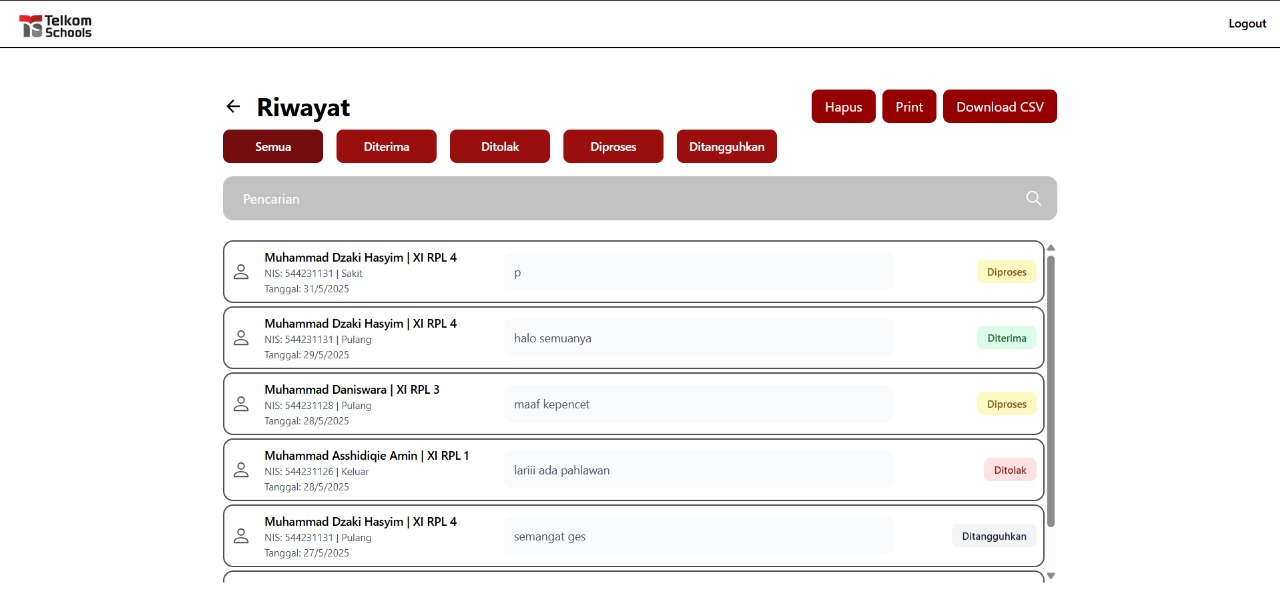 Telkom
Schools
Logout
Riwayat
Hapus
Print
Download CSV
Semua
Diterima
Ditolak
Diproses
Ditangguhkan
Pencarian
Muhammad Dzaki Hasyim | XI RPL 4
NIS: 544231131 | Sakit
Tanggal: 31/5/2025
p
Diproses
Muhammad Dzaki Hasyim | XI RPL 4
NIS: 544231131 | Pulang
Tanggal: 29/5/2025
halo semuanya
Diterima
Muhammad Daniswara | XI RPL 3
NIS: 544231128 | Pulang
Tanggal: 28/5/2025
maaf kepencet
Diproses
Muhammad Asshidiqie Amin | XI RPL 1
NIS: 544231126 | Keluar
Tanggal: 28/5/2025
lariii ada pahlawan
Ditolak
Muhammad Dzaki Hasyim | XI RPL 4
NIS: 544231131 | Pulang
Tanggal: 27/5/2025
semangat ges
Ditangguhkan